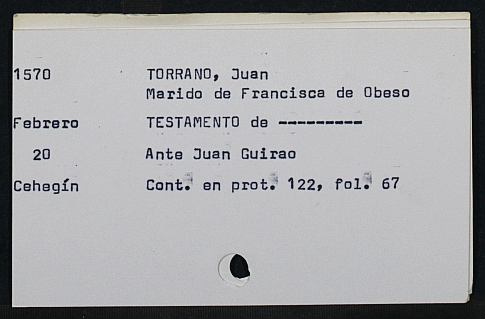 1570 TORRANO, Juan
Marido de Francisca de Obeso
Febrero TESTAMENTO de ---------
20 Ante Juan Guirao
Cehegín Cont. en prot. 122, fol. 67